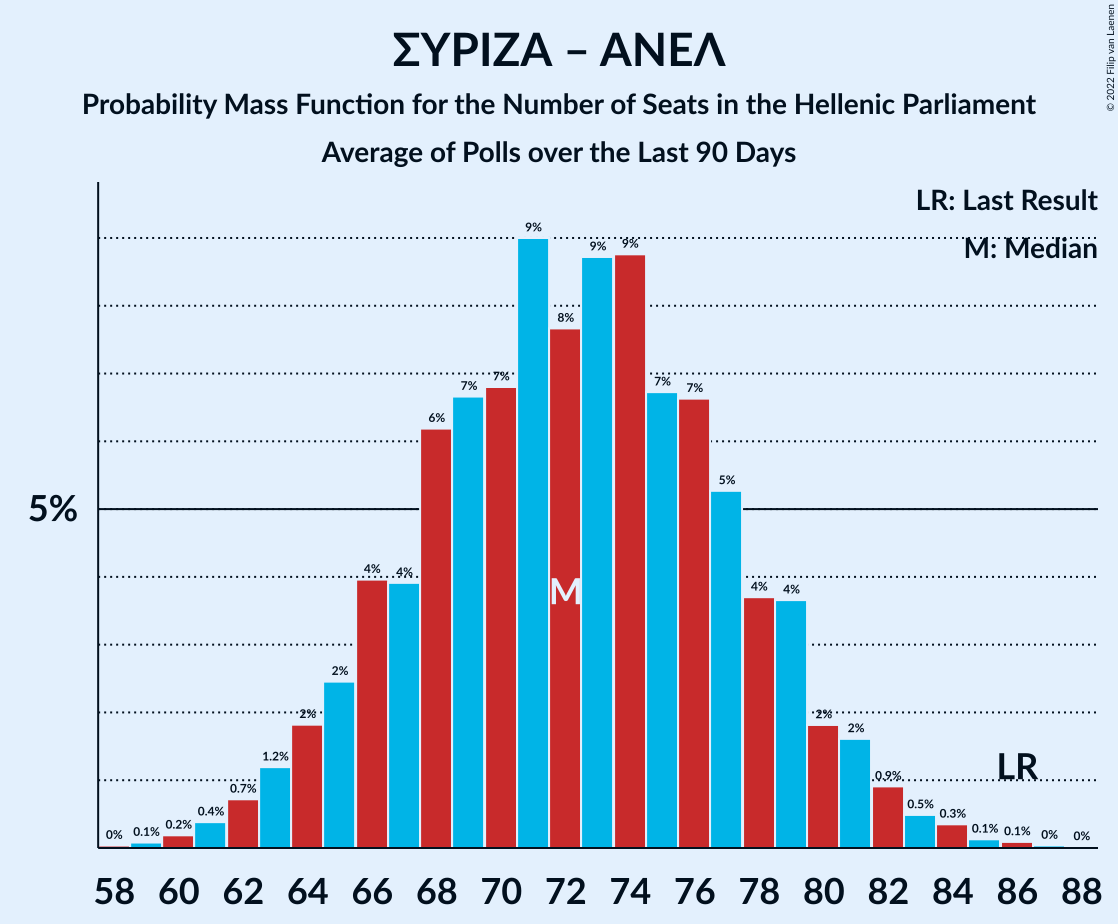 ΣΥΡΙΖΑ – ΑΝΕΛ
Probability Mass Function for the Number of Seats in the Hellenic Parliament
Average of Polls over the Last 90 Days
© 2022 Filip van Laenen
LR: Last Result
M: Median
5%
0% 0.1% 0.2% 0.4% 0.7% 1.2% 2% 2% 4% 4% 6% 7% 7% 9% 8% 9% 9% 7% 7% 5% 4% 4% 2% 2% 0.9% 0.5% 0.3% 0.1% 0.1% 0% 0%
M
LR
58 60 62 64 66 68 70 72 74 76 78 80 82 84 86 88